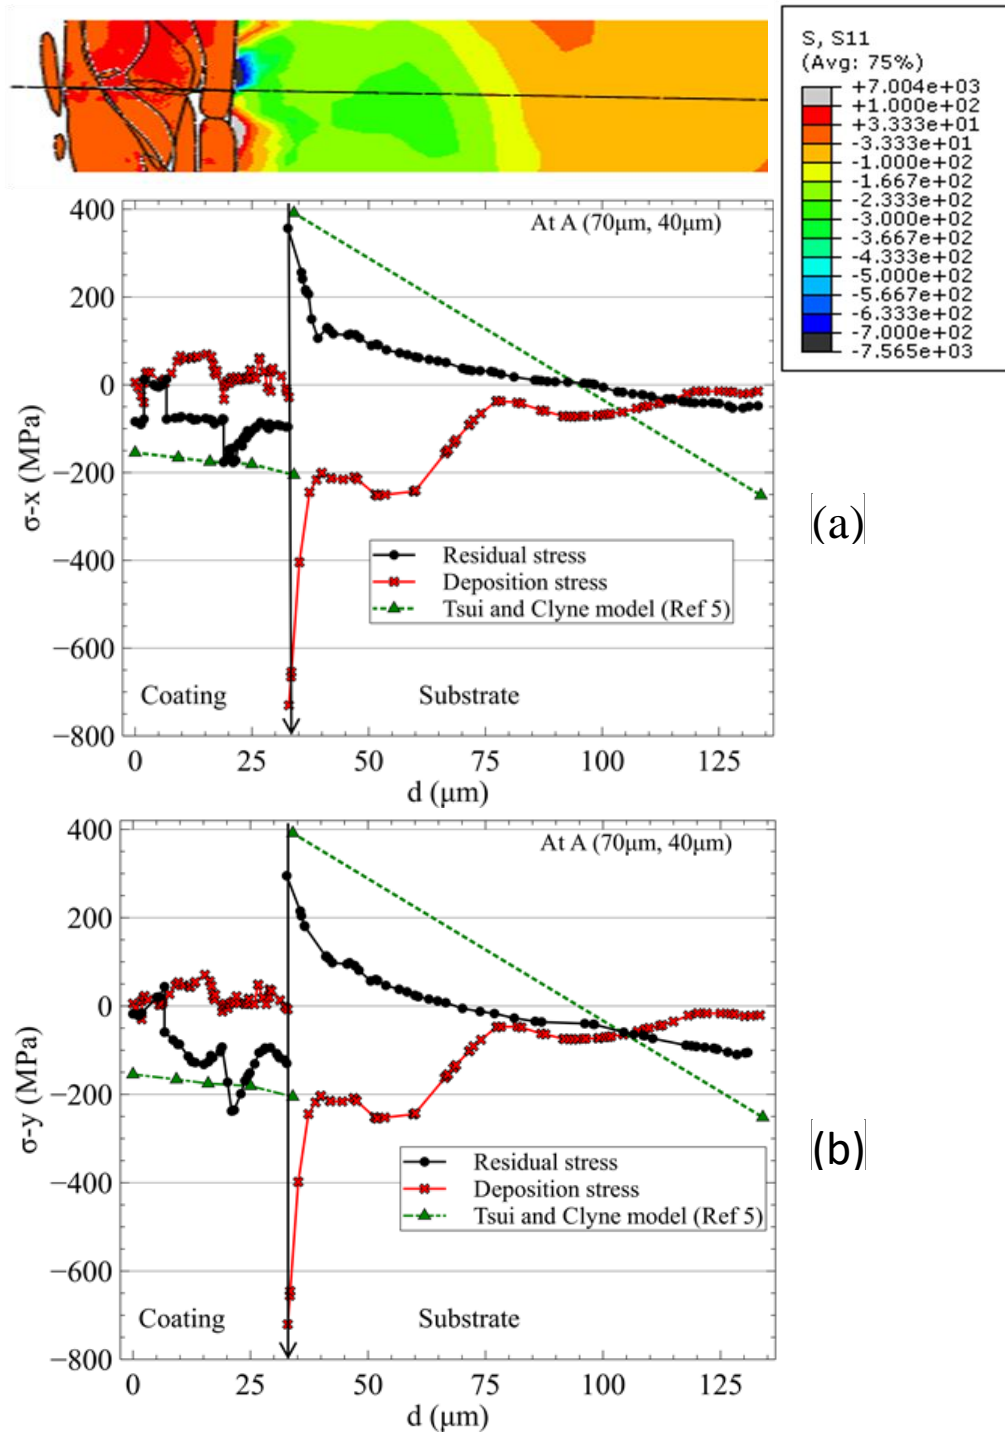 S, S11
(Avg: 75%)
+7.004e+03
+1.000e+02
+3.333e+01
-3.333e+01
-1.000e+02
-1.667e+02
-2.333e+02
-3.000e+02
-3.667e+02
-4.333e+02
-5.000e+02
-5.667e+02
-6.333e+02
-7.000e+02
-7.565e+03
400
200
0
−200
−400
−600
−800
σ-x (MPa)
At A (70μm, 40μm)
Residual stress
Deposition stress
Tsui and Clyne model (Ref 5)
Coating
Substrate
0 25 50 75 100 125
d (μm)
(a)
400
200
0
−200
−400
−600
−800
σ-y (MPa)
At A (70μm, 40μm)
Residual stress
Deposition stress
Tsui and Clyne model (Ref 5)
Coating
Substrate
0 25 50 75 100 125
d (μm)
(b)